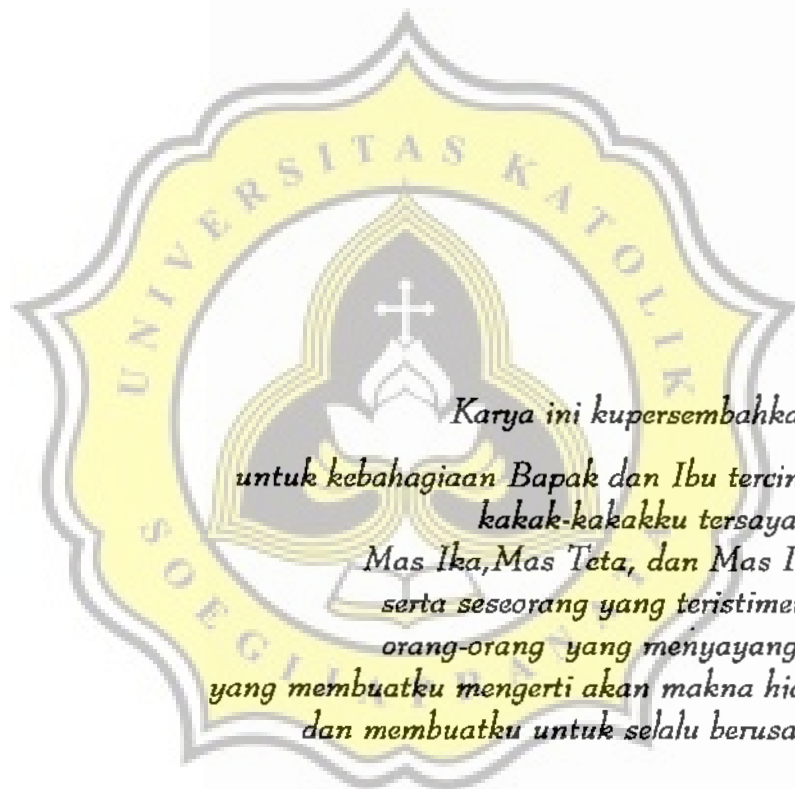 UNIVERSITAS KATOLIK
SOEGIJAPRANATA
Karya ini kupersembahka
untuk kebahagiaan Bapak dan Ibu tercin
kakak-kakakku tersaya
Mas Ika,Mas Teta, dan Mas I
serta seseorang yang teristime
orang-orang yang menyayang
yang membuatku mengerti akan makna hid
dan membuatku untuk selalu berusa